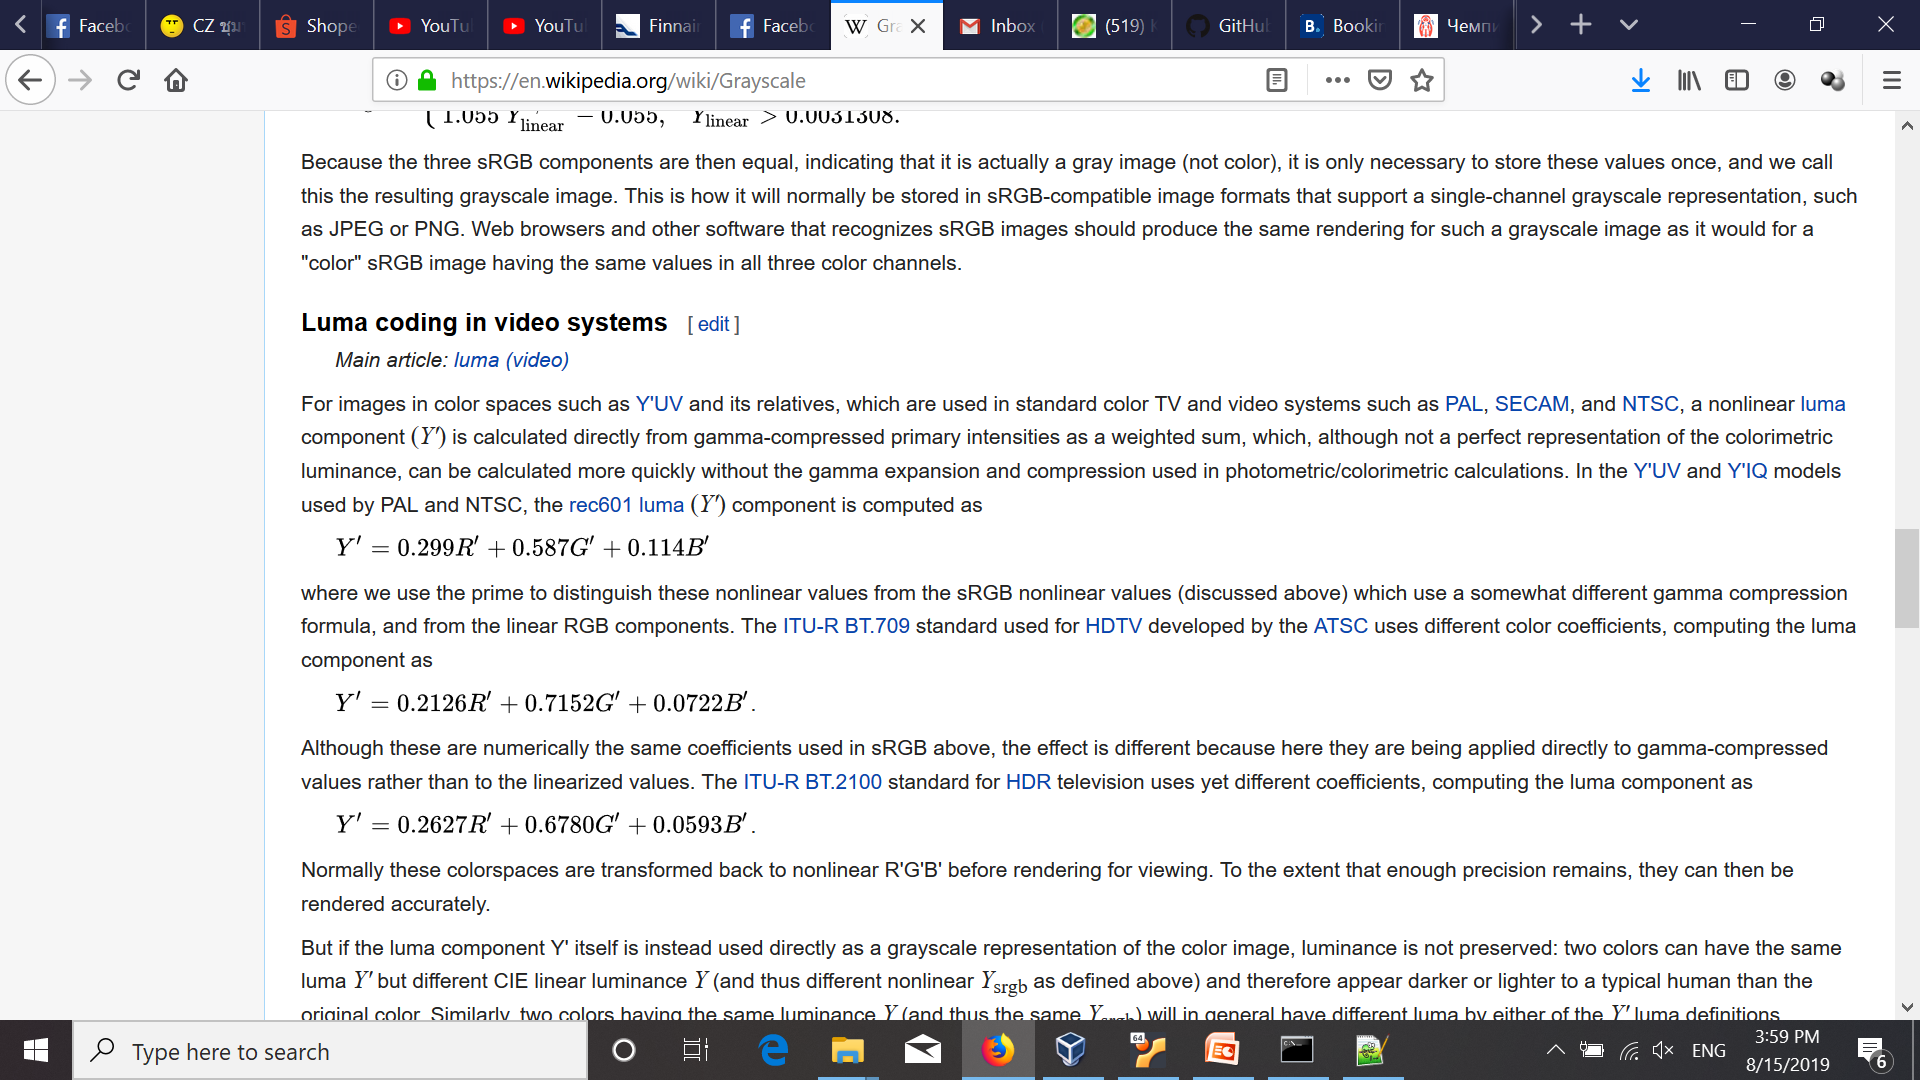 Facebo
CZ ชุม
Shope
YouTu
YouTu
Finnai
Faceb
Gra
Inbox
(519)
GitHu
Bookin
Чемпи
https://en.wikipedia.org/wiki/Grayscale
1.055 Ylinear − 0.055, Ylinear > 0.0031308.
Because the three sRGB components are then equal, indicating that it is actually a gray image (not color), it is only necessary to store these values once, and we call
this the resulting grayscale image. This is how it will normally be stored in sRGB-compatible image formats that support a single-channel grayscale representation, such
as JPEG or PNG. Web browsers and other software that recognizes sRGB images should produce the same rendering for such a grayscale image as it would for a
"color" sRGB image having the same values in all three color channels.
Luma coding in video systems [ edit ]
Main article: luma (video)
For images in color spaces such as Y'UV and its relatives, which are used in standard color TV and video systems such as PAL, SECAM, and NTSC, a nonlinear luma
component (Y′) is calculated directly from gamma-compressed primary intensities as a weighted sum, which, although not a perfect representation of the colorimetric
luminance, can be calculated more quickly without the gamma expansion and compression used in photometric/colorimetric calculations. In the Y'UV and Y'IQ models
used by PAL and NTSC, the rec601 luma (Y′) component is computed as
Y′ = 0.299R′ + 0.587G′ + 0.114B′
where we use the prime to distinguish these nonlinear values from the sRGB nonlinear values (discussed above) which use a somewhat different gamma compression
formula, and from the linear RGB components. The ITU-R BT.709 standard used for HDTV developed by the ATSC uses different color coefficients, computing the luma
component as
Y′ = 0.2126R′ + 0.7152G′ + 0.0722B′.
Although these are numerically the same coefficients used in sRGB above, the effect is different because here they are being applied directly to gamma-compressed
values rather than to the linearized values. The ITU-R BT.2100 standard for HDR television uses yet different coefficients, computing the luma component as
Y′ = 0.2627R′ + 0.6780G′ + 0.0593B′.
Normally these colorspaces are transformed back to nonlinear R'G'B' before rendering for viewing. To the extent that enough precision remains, they can then be
rendered accurately.
But if the luma component Y' itself is instead used directly as a grayscale representation of the color image, luminance is not preserved: two colors can have the same
luma Y′ but different CIE linear luminance Y (and thus different nonlinear Ysrgb as defined above) and therefore appear darker or lighter to a typical human than the
original color. Similarly, two colors having the same luminance Y (and thus the same Ysrgb) will in general have different luma by either of the Y′ luma definitions
Type here to search
64
ENG
3:59 PM
8/15/2019
6